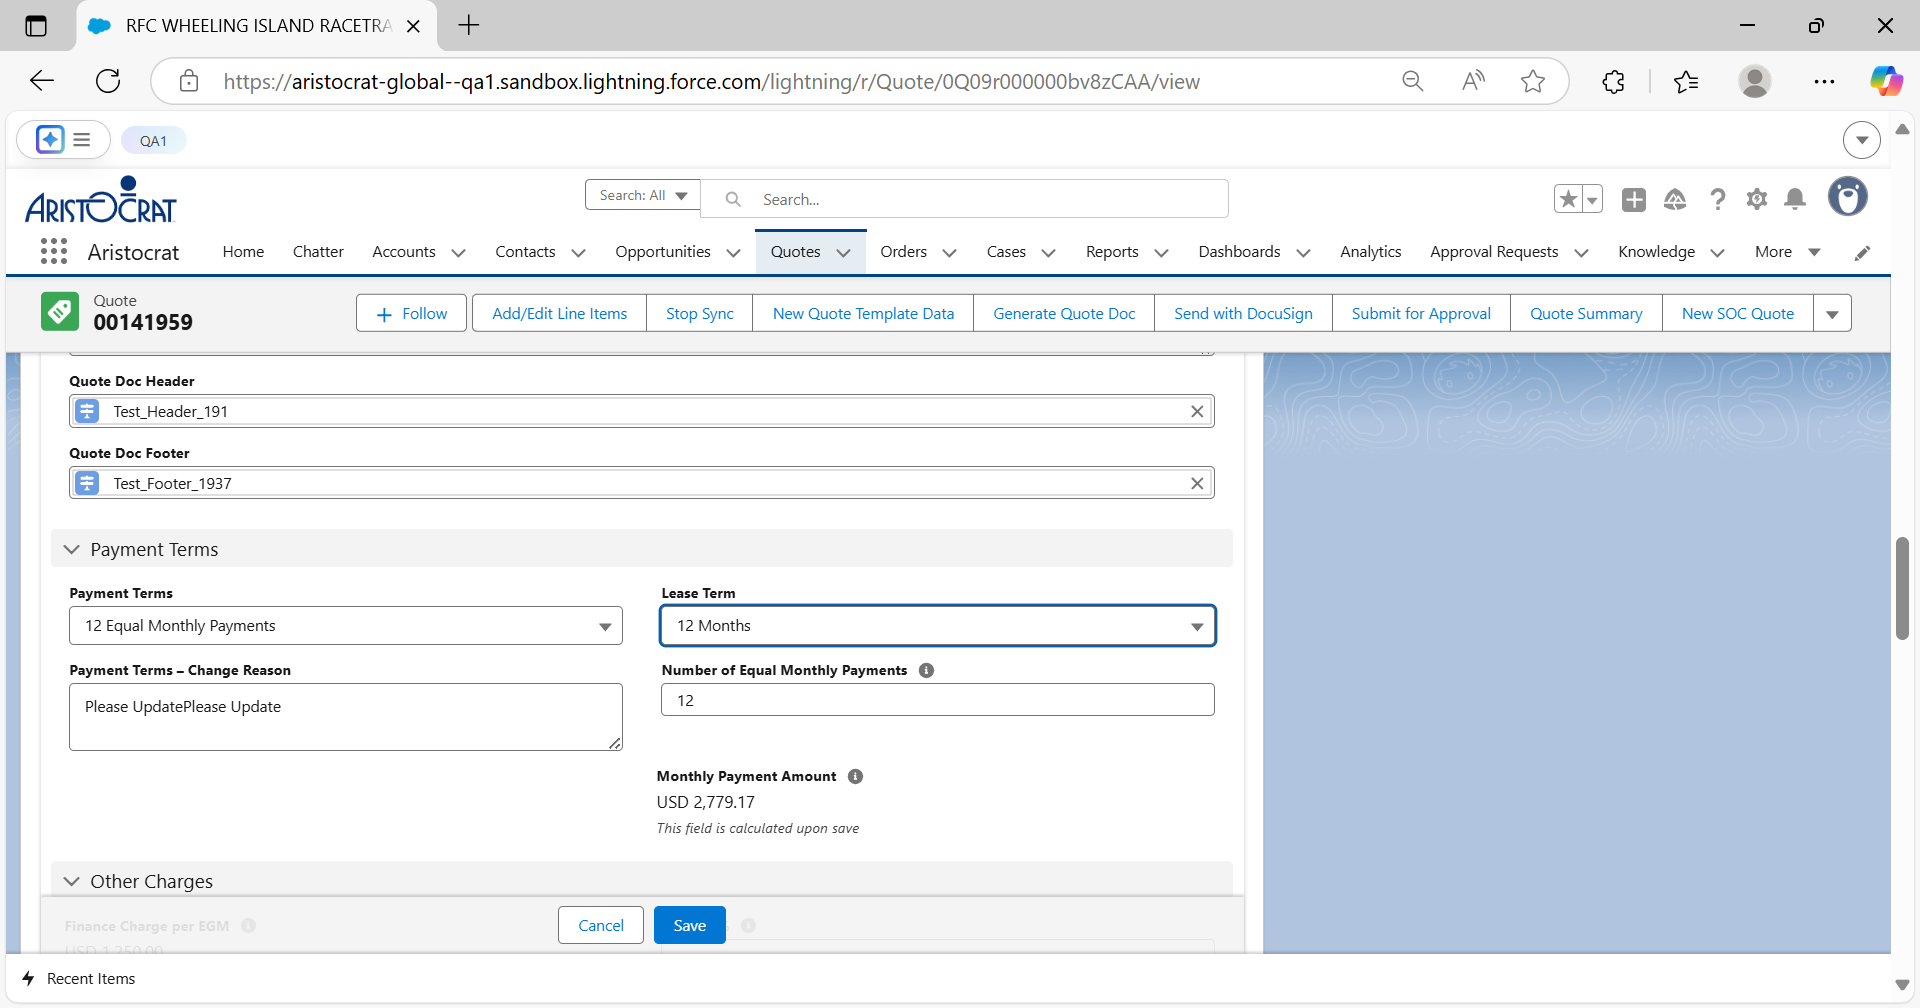 RFC WHEELING ISLAND RACETRA
https://aristocrat-global--qa1.sandbox.lightning.force.com/lightning/r/Quote/0Q09r000000bv8zCAA/view
QA1
ARISTOCRAT
Search: All
Search...
Aristocrat
Home
Chatter
Accounts
Contacts
Opportunities
Quotes
Orders
Cases
Reports
Dashboards
Analytics
Approval Requests
Knowledge
More
Quote
00141959
Follow
Add/Edit Line Items
Stop Sync
New Quote Template Data
Generate Quote Doc
Send with DocuSign
Submit for Approval
Quote Summary
New SOC Quote
Quote Doc Header
Test_Header_191
Quote Doc Footer
Test_Footer_1937
Payment Terms
Payment Terms
12 Equal Monthly Payments
Lease Term
12 Months
Payment Terms – Change Reason
Please UpdatePlease Update
Number of Equal Monthly Payments
12
Monthly Payment Amount
USD 2,779.17
This field is calculated upon save
Other Charges
Finance Charge per EGM
USD 1,250.00
Cancel
Save
Recent Items